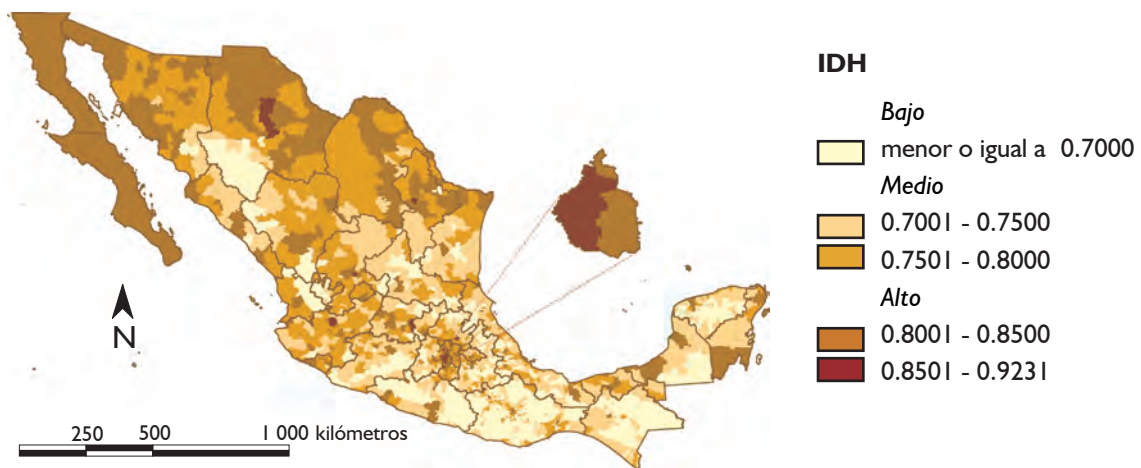 IDH
Bajo
menor o igual a 0.7000
Medio
0.7001 - 0.7500
0.7501 - 0.8000
Alto
0.8001 - 0.8500
0.8501 - 0.9231
N
250 500 1 000 kilómetros